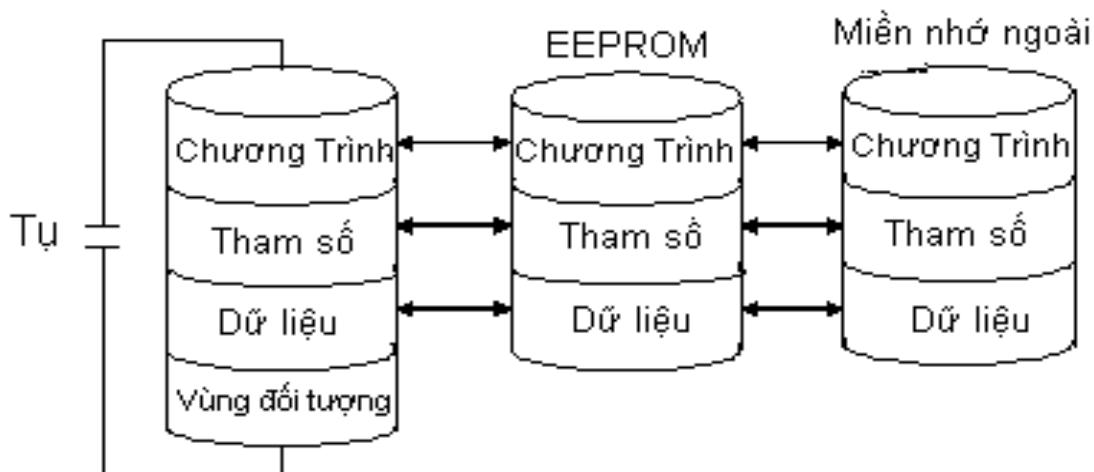 EEPROM
Miền nhớ ngoài
Chương Trình
Chương Trình
Chương Trình
Tụ
Tham số
Tham số
Tham số
Dữ liệu
Dữ liệu
Dữ liệu
Vùng đối tượng